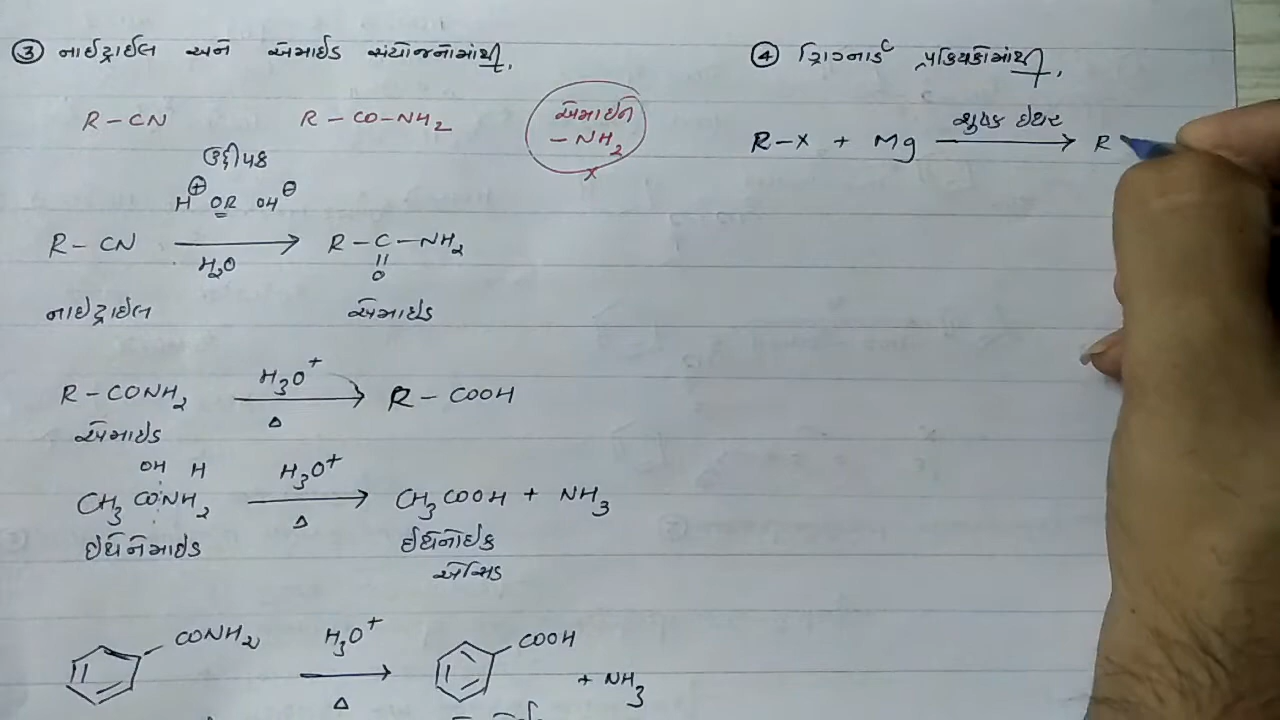 ③ નાઈટ્રાઈલ અને એમાઈડ સંયોજનોમાંથી.
R – CN R – CO – NH₂
એમાઈન
– NH₂
x
ઉદ્દીપક
H⊕ OR OH⊖
R – CN ⟶ R – C – NH₂
H₂O
||
O
નાઈટ્રાઈલ એમાઈડ
H₃O⁺
R – CONH₂ ⟶ R – COOH
Δ
એમાઈડ
OH H H₃O⁺
CH₃ CONH₂ ⟶ CH₃COOH + NH₃
Δ
ઈથેનેમાઈડ ઈથેનોઈક
એસિડ
CONH₂ H₃O⁺ COOH
⟶ + NH₃
Δ
④ ગ્રિગ્નાર્ડ પ્રક્રિયકોમાંથી.
શુષ્ક ઈથર
R – X + Mg ⟶ R